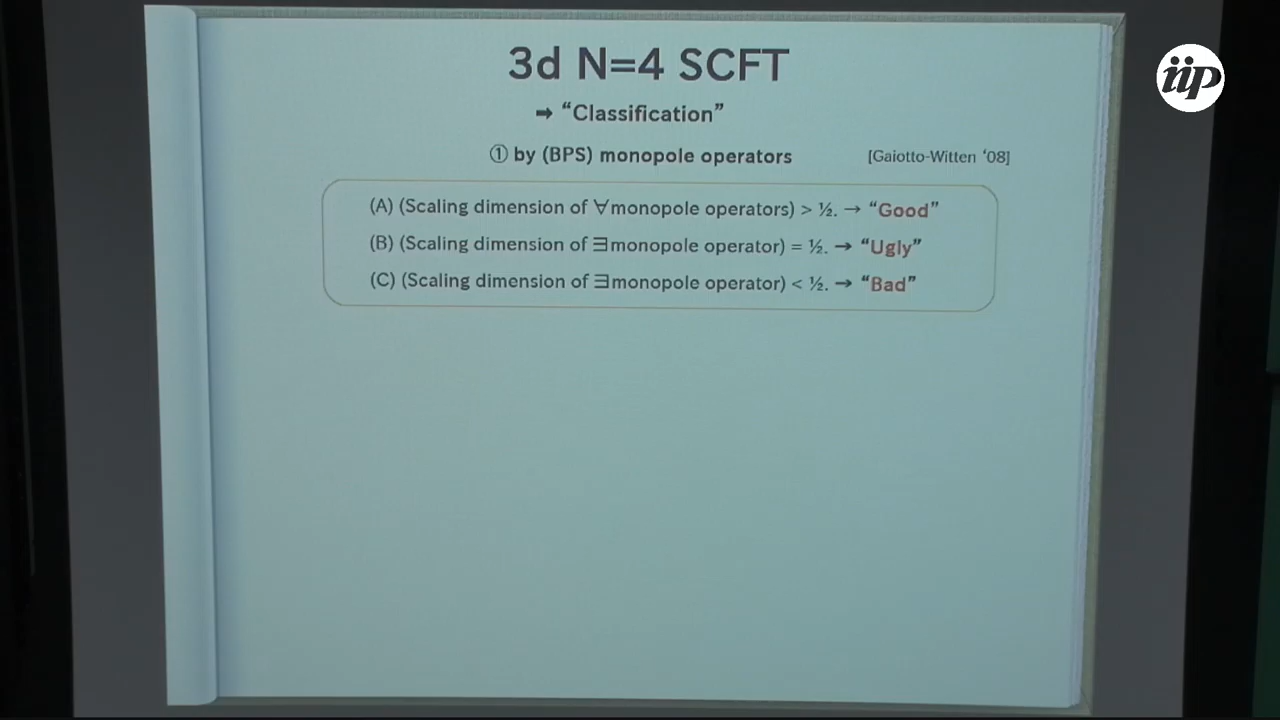 3d N=4 SCFT
➡ “Classification”
① by (BPS) monopole operators
[Gaiotto-Witten ‘08]
(A) (Scaling dimension of ∀monopole operators) > ½. → “Good”
(B) (Scaling dimension of ∃monopole operator) = ½. → “Ugly”
(C) (Scaling dimension of ∃monopole operator) < ½. → “Bad”
iip